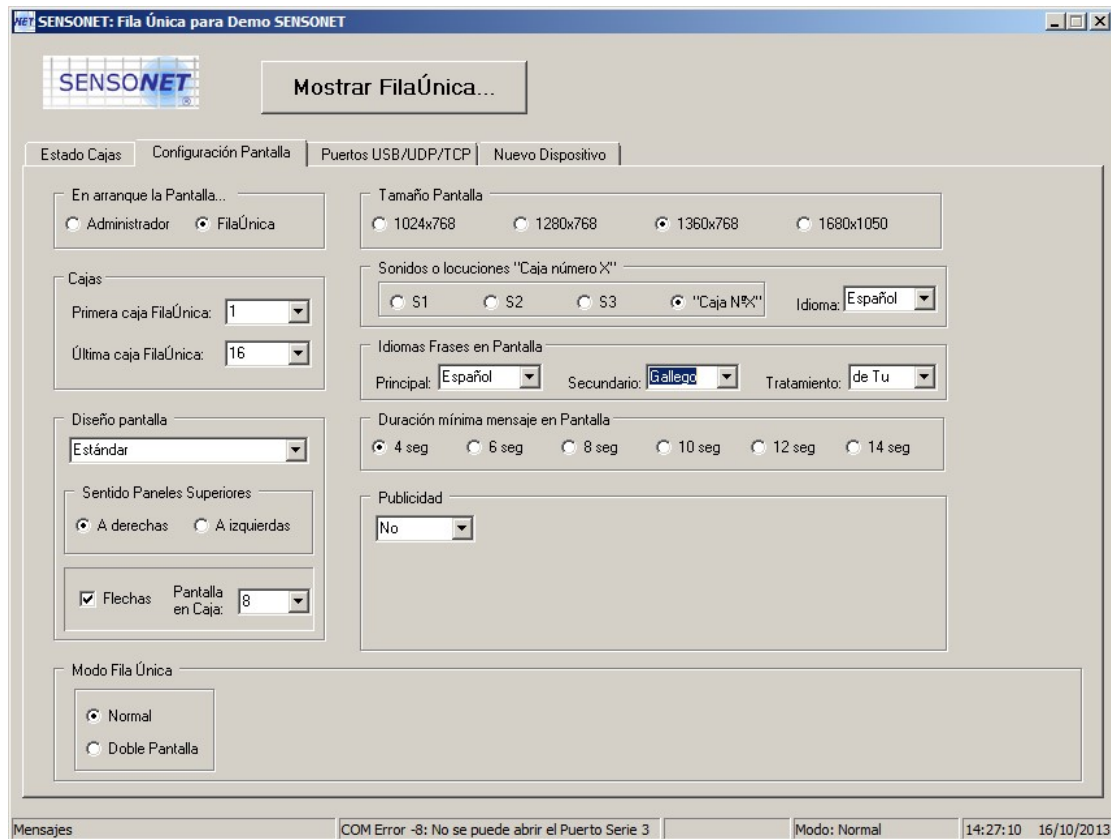 NET SENSONET: Fila Única para Demo SENSONET
SENSONET ®
Mostrar FilaÚnica...
Estado Cajas Configuración Pantalla Puertos USB/UDP/TCP Nuevo Dispositivo
En arranque la Pantalla...
Administrador FilaÚnica
Tamaño Pantalla
1024x768 1280x768 1360x768 1680x1050
Cajas
Primera caja FilaÚnica: 1
Última caja FilaÚnica: 16
Sonidos o locuciones "Caja número X"
S1 S2 S3 "Caja NºX" Idioma: Español
Idiomas Frases en Pantalla
Principal: Español Secundario: Gallego Tratamiento: de Tu
Diseño pantalla
Estándar
Sentido Paneles Superiores
A derechas A izquierdas
Flechas Pantalla en Caja: 8
Duración mínima mensaje en Pantalla
4 seg 6 seg 8 seg 10 seg 12 seg 14 seg
Publicidad
No
Modo Fila Única
Normal
Doble Pantalla
Mensajes COM Error -8: No se puede abrir el Puerto Serie 3 Modo: Normal 14:27:10 16/10/2013